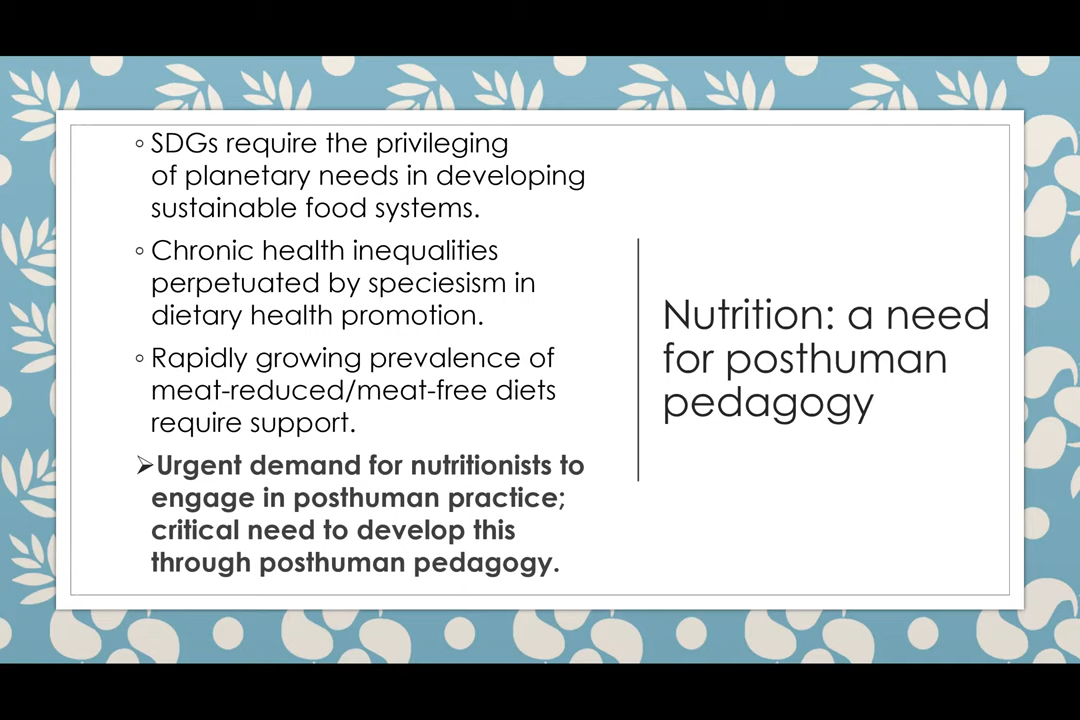 ◦ SDGs require the privileging
of planetary needs in developing
sustainable food systems.
◦ Chronic health inequalities
perpetuated by speciesism in
dietary health promotion.
◦ Rapidly growing prevalence of
meat-reduced/meat-free diets
require support.
➢Urgent demand for nutritionists to
engage in posthuman practice;
critical need to develop this
through posthuman pedagogy.
Nutrition: a need
for posthuman
pedagogy